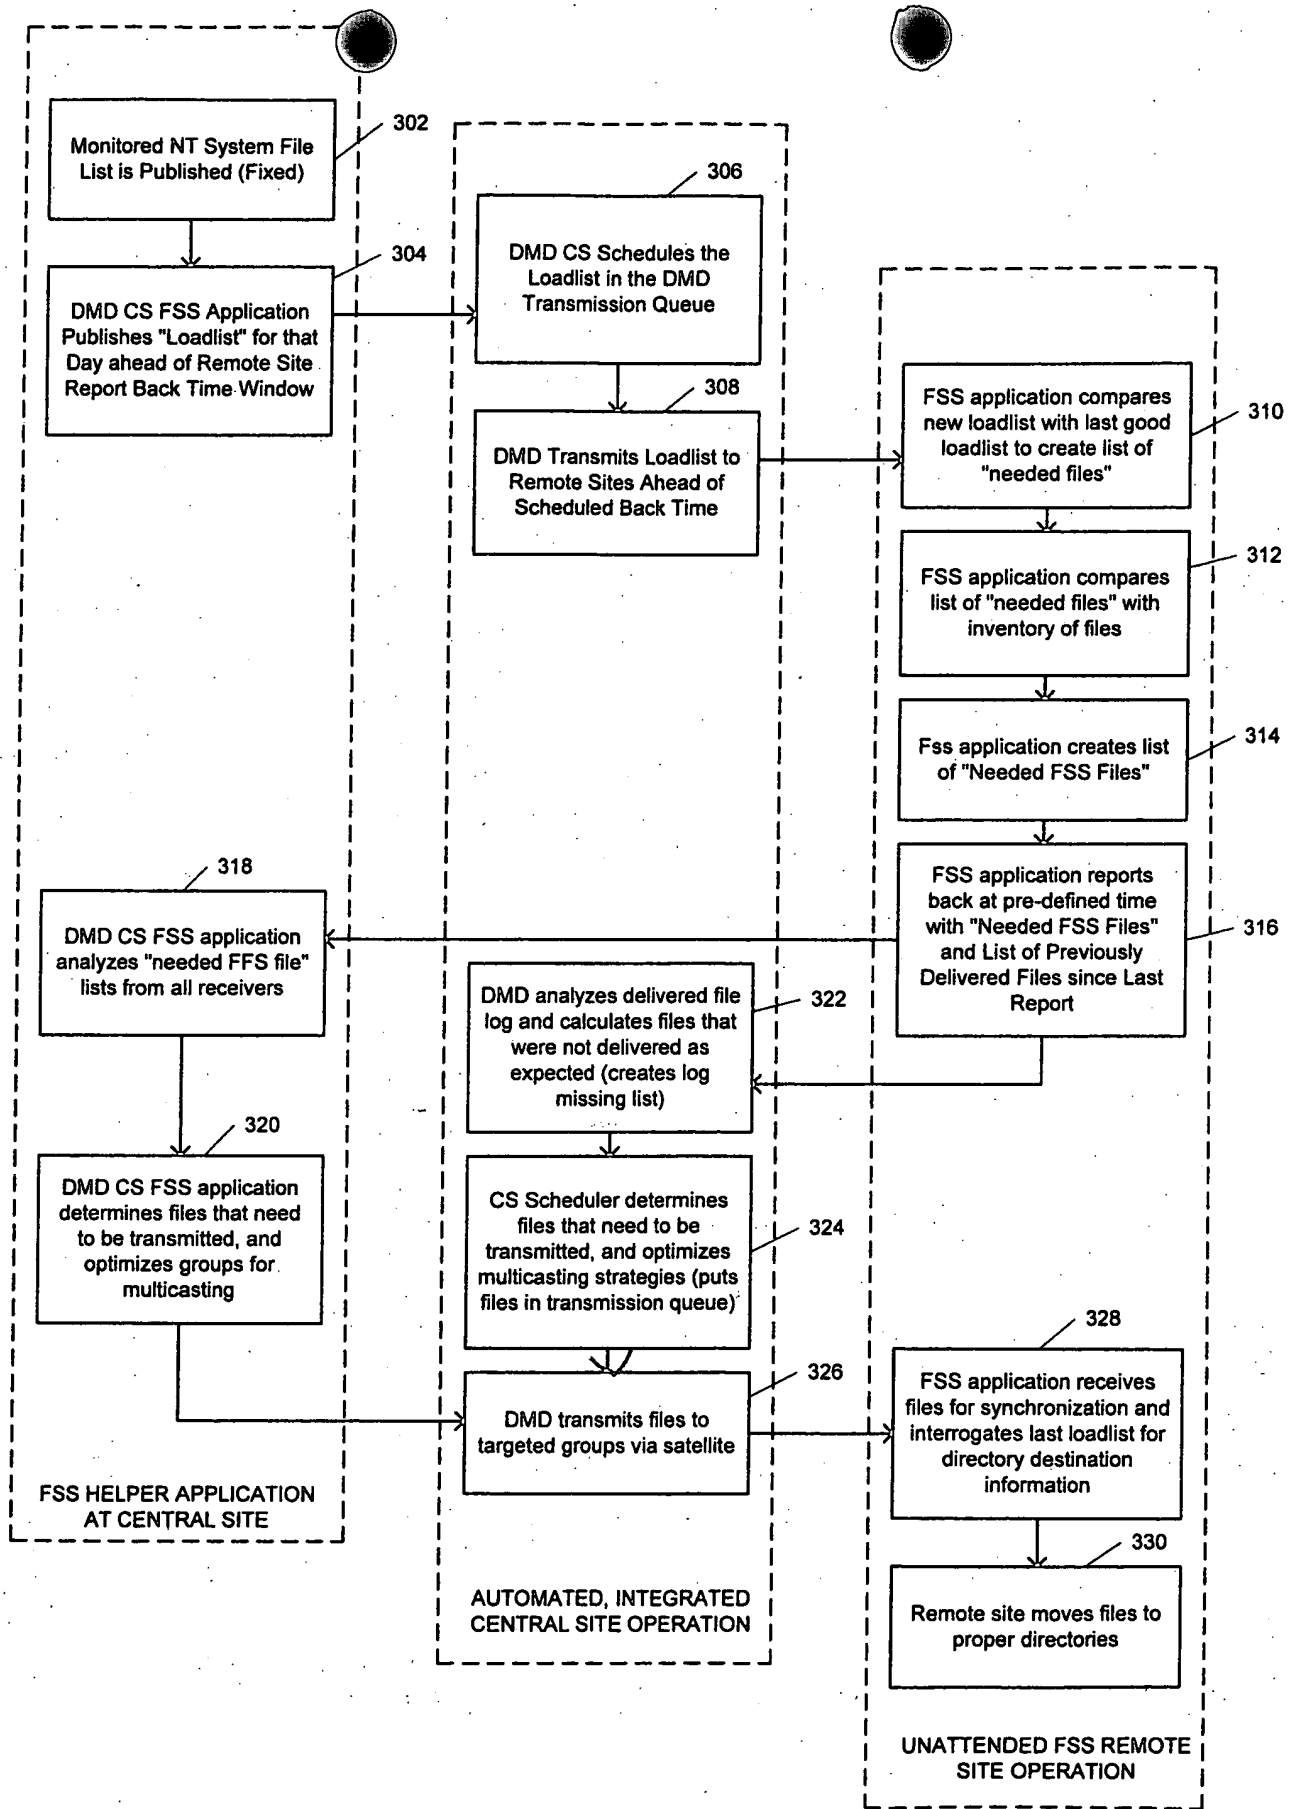 302
Monitored NT System File
List is Published (Fixed)
304
DMD CS FSS Application
Publishes "Loadlist" for that
Day ahead of Remote Site
Report Back Time Window
306
DMD CS Schedules the
Loadlist in the DMD
Transmission Queue
308
DMD Transmits Loadlist to
Remote Sites Ahead of
Scheduled Back Time
310
FSS application compares
new loadlist with last good
loadlist to create list of
"needed files"
312
FSS application compares
list of "needed files" with
inventory of files
314
Fss application creates list
of "Needed FSS Files"
316
FSS application reports
back at pre-defined time
with "Needed FSS Files"
and List of Previously
Delivered Files since Last
Report
318
DMD CS FSS application
analyzes "needed FFS file"
lists from all receivers
320
DMD CS FSS application
determines files that need
to be transmitted, and
optimizes groups for
multicasting
322
DMD analyzes delivered file
log and calculates files that
were not delivered as
expected (creates log
missing list)
324
CS Scheduler determines
files that need to be
transmitted, and optimizes
multicasting strategies (puts
files in transmission queue)
326
DMD transmits files to
targeted groups via satellite
328
FSS application receives
files for synchronization and
interrogates last loadlist for
directory destination
information
330
Remote site moves files to
proper directories
FSS HELPER APPLICATION
AT CENTRAL SITE
AUTOMATED, INTEGRATED
CENTRAL SITE OPERATION
UNATTENDED FSS REMOTE
SITE OPERATION